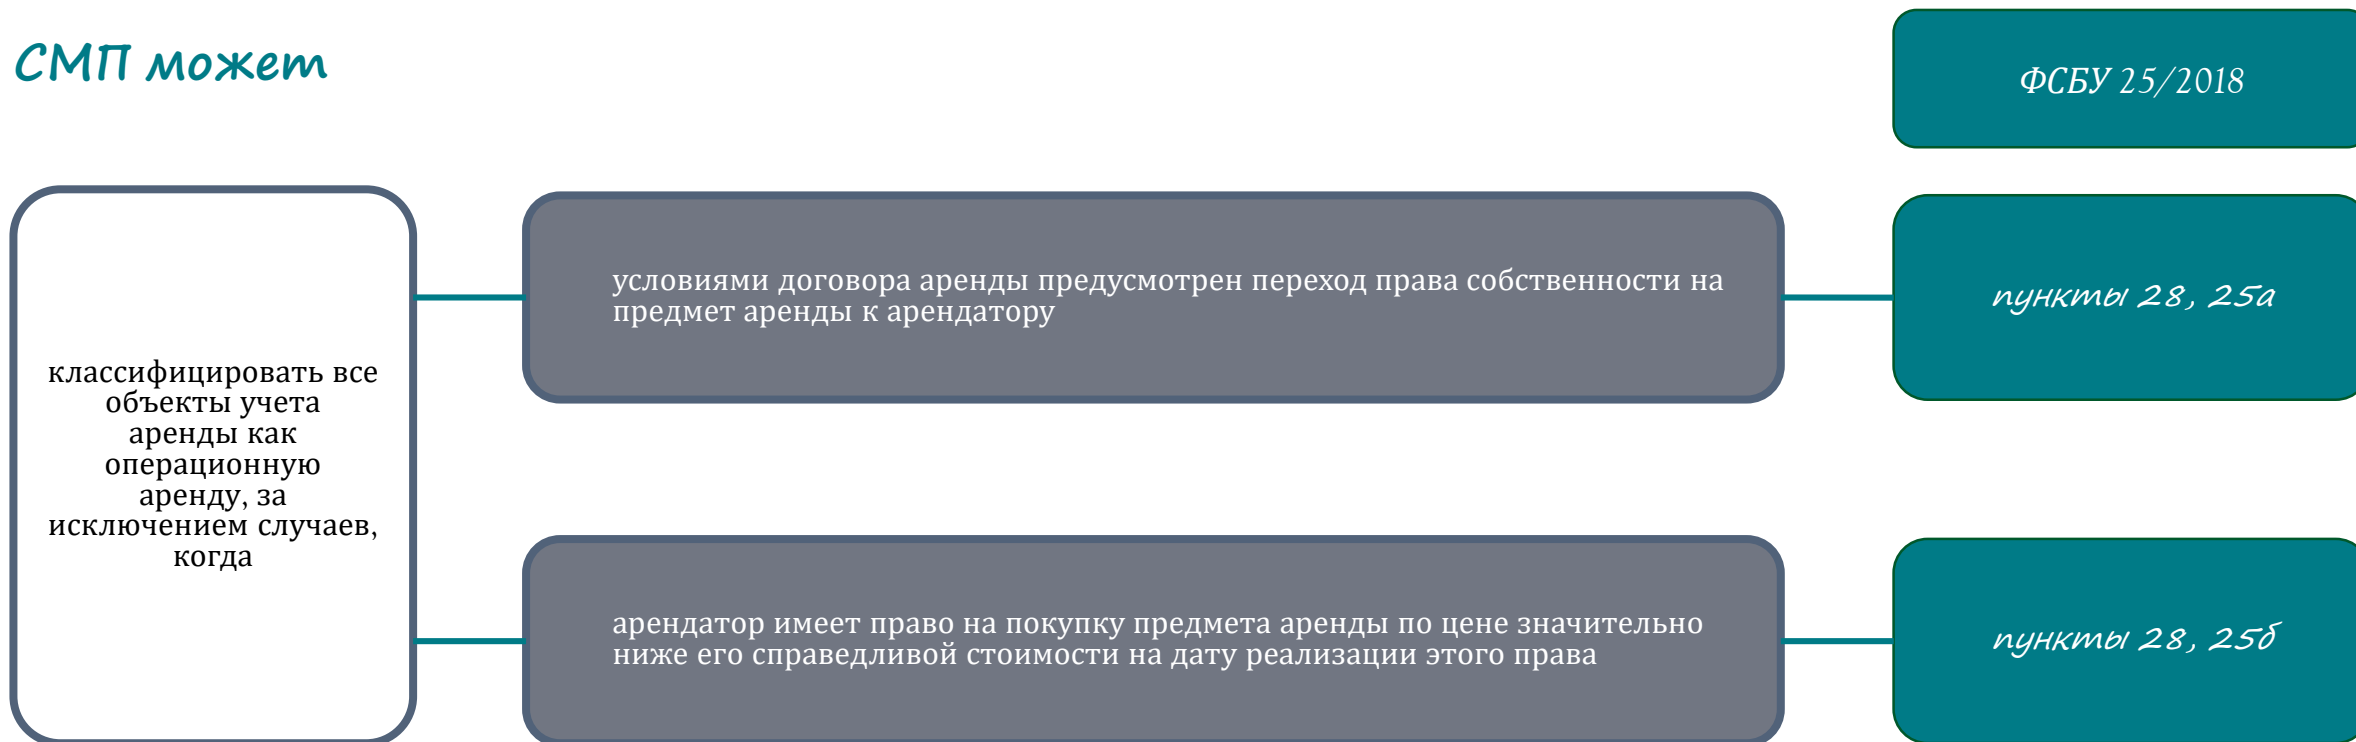 СМП может
ФСБУ 25/2018
классифицировать все
объекты учета
аренды как
операционную
аренду, за
исключением случаев,
когда
условиями договора аренды предусмотрен переход права собственности на
предмет аренды к арендатору
пункты 28, 25а
арендатор имеет право на покупку предмета аренды по цене значительно
ниже его справедливой стоимости на дату реализации этого права
пункты 28, 25б